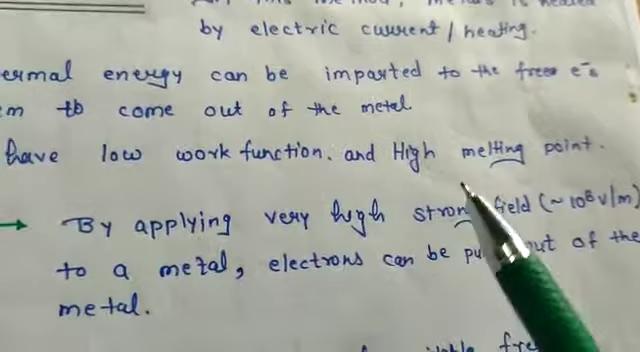 by electric current / heating.
ermal energy can be imparted to the free e⁻s
m to come out of the metal
have low work function. and High melting point.
→ By applying very high strong field (~ 10⁸ v/m)
to a metal, electrons can be pu out of the
metal.
fre